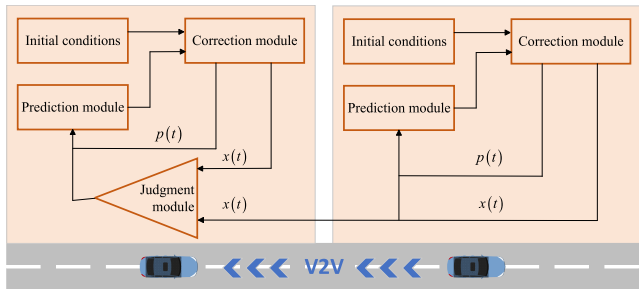 Initial conditions
Correction module
Prediction module
p(t)
x(t)
Judgment
module
x(t)
Initial conditions
Correction module
Prediction module
p(t)
x(t)
V2V